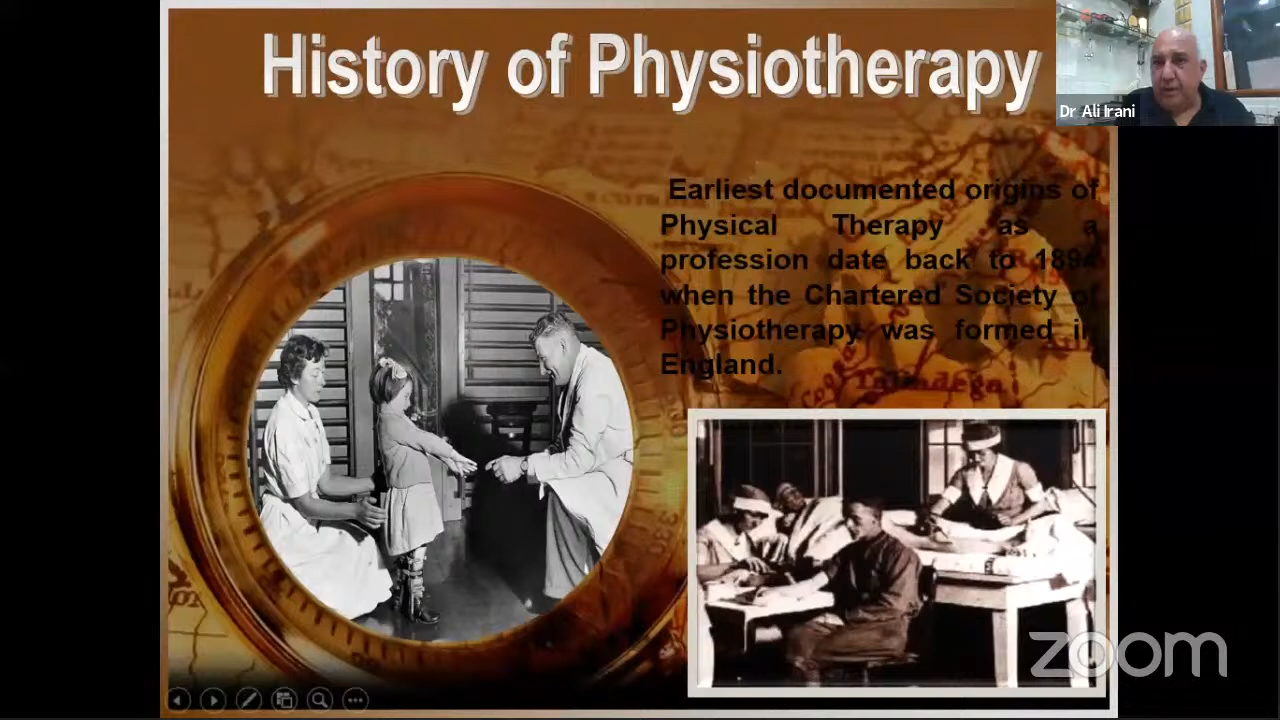 History of Physiotherapy
Dr Ali Irani
Earliest documented origins of
Physical Therapy as a
profession date back to 1894
when the Chartered Society of
Physiotherapy was formed in
England.
Talladega
zoom